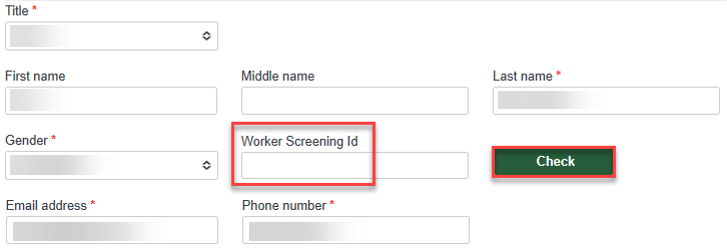 Title *
First name
Middle name
Last name *
Gender *
Worker Screening Id
Check
Email address *
Phone number *